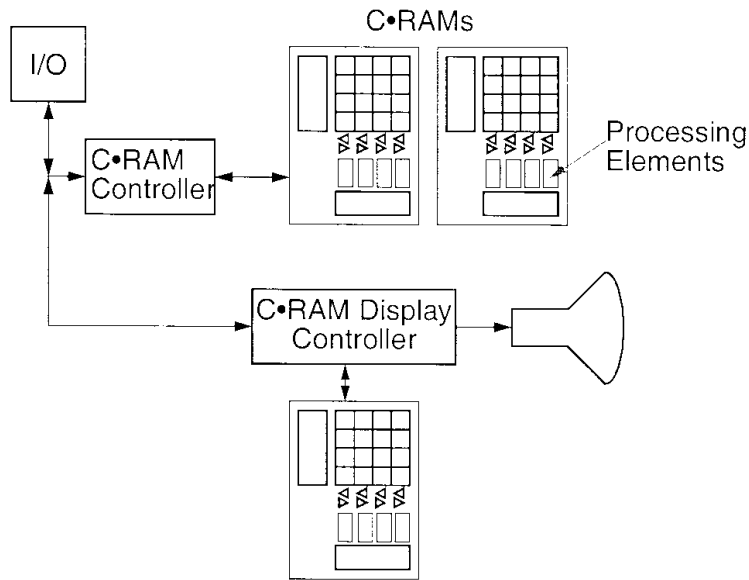 C•RAMs
I/O
Processing
Elements
C•RAM
Controller
C•RAM Display
Controller